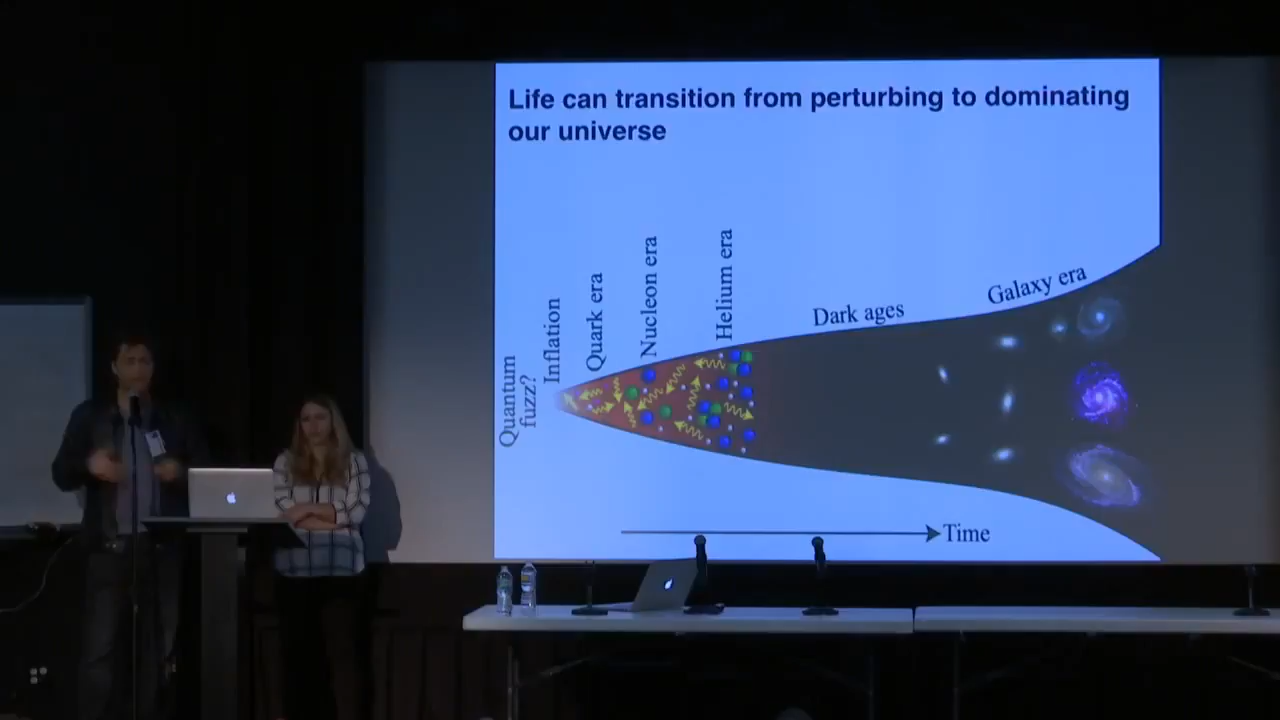 Life can transition from perturbing to dominating
our universe
Quantum
fuzz?
Inflation
Quark era
Nucleon era
Helium era
Dark ages
Galaxy era
Time